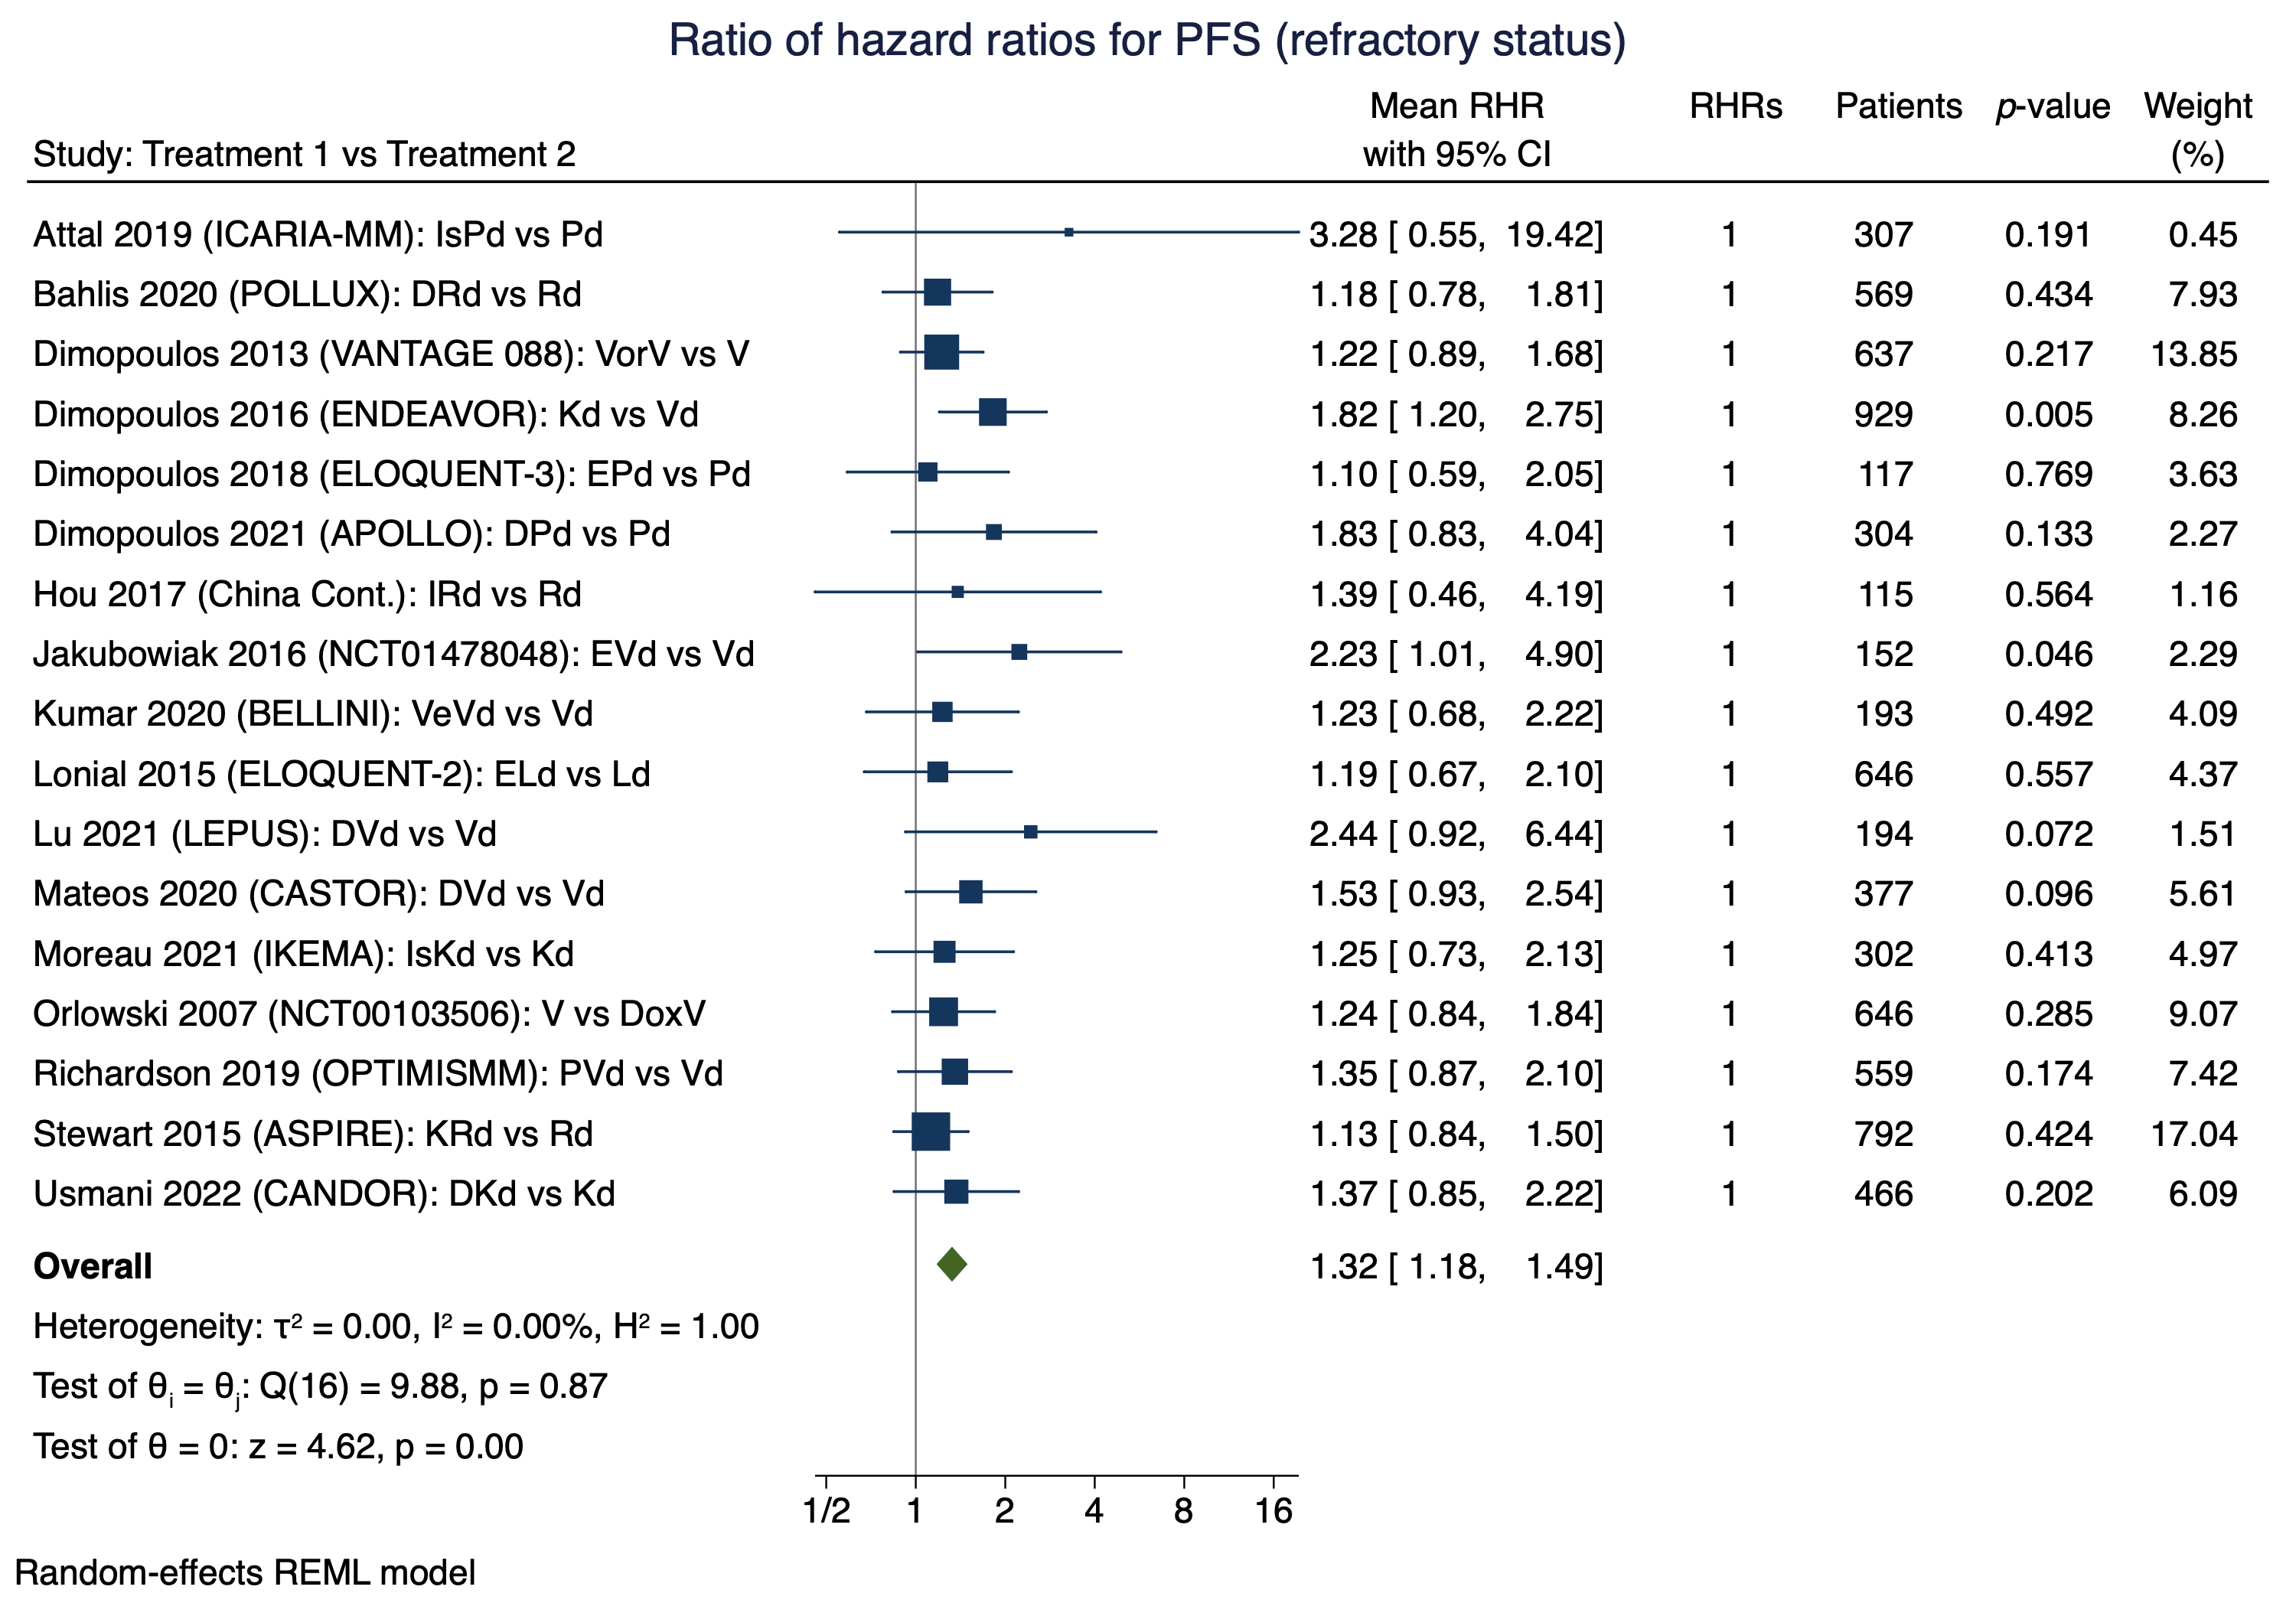 Ratio of hazard ratios for PFS (refractory status)
Mean RHR RHRs Patients p-value Weight
Study: Treatment 1 vs Treatment 2 with 95% CI (%)
Attal 2019 (ICARIA-MM): IsPd vs Pd 3.28 [ 0.55, 19.42] 1 307 0.191 0.45
Bahlis 2020 (POLLUX): DRd vs Rd 1.18 [ 0.78, 1.81] 1 569 0.434 7.93
Dimopoulos 2013 (VANTAGE 088): VorV vs V 1.22 [ 0.89, 1.68] 1 637 0.217 13.85
Dimopoulos 2016 (ENDEAVOR): Kd vs Vd 1.82 [ 1.20, 2.75] 1 929 0.005 8.26
Dimopoulos 2018 (ELOQUENT-3): EPd vs Pd 1.10 [ 0.59, 2.05] 1 117 0.769 3.63
Dimopoulos 2021 (APOLLO): DPd vs Pd 1.83 [ 0.83, 4.04] 1 304 0.133 2.27
Hou 2017 (China Cont.): IRd vs Rd 1.39 [ 0.46, 4.19] 1 115 0.564 1.16
Jakubowiak 2016 (NCT01478048): EVd vs Vd 2.23 [ 1.01, 4.90] 1 152 0.046 2.29
Kumar 2020 (BELLINI): VeVd vs Vd 1.23 [ 0.68, 2.22] 1 193 0.492 4.09
Lonial 2015 (ELOQUENT-2): ELd vs Ld 1.19 [ 0.67, 2.10] 1 646 0.557 4.37
Lu 2021 (LEPUS): DVd vs Vd 2.44 [ 0.92, 6.44] 1 194 0.072 1.51
Mateos 2020 (CASTOR): DVd vs Vd 1.53 [ 0.93, 2.54] 1 377 0.096 5.61
Moreau 2021 (IKEMA): IsKd vs Kd 1.25 [ 0.73, 2.13] 1 302 0.413 4.97
Orlowski 2007 (NCT00103506): V vs DoxV 1.24 [ 0.84, 1.84] 1 646 0.285 9.07
Richardson 2019 (OPTIMISMM): PVd vs Vd 1.35 [ 0.87, 2.10] 1 559 0.174 7.42
Stewart 2015 (ASPIRE): KRd vs Rd 1.13 [ 0.84, 1.50] 1 792 0.424 17.04
Usmani 2022 (CANDOR): DKd vs Kd 1.37 [ 0.85, 2.22] 1 466 0.202 6.09
Overall 1.32 [ 1.18, 1.49]
Heterogeneity: τ² = 0.00, I² = 0.00%, H² = 1.00
Test of θᵢ = θⱼ: Q(16) = 9.88, p = 0.87
Test of θ = 0: z = 4.62, p = 0.00
1/2 1 2 4 8 16
Random-effects REML model